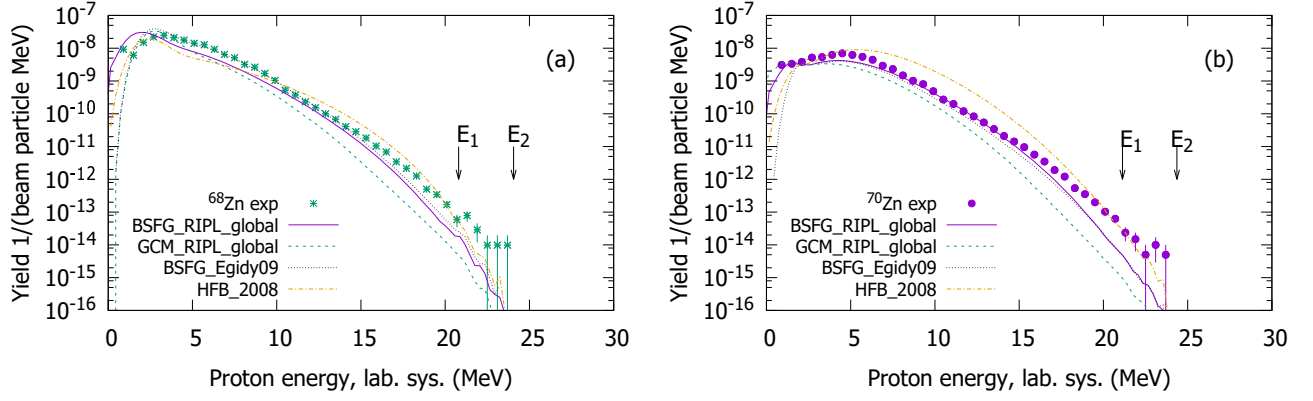 Yield 1/(beam particle MeV)
10⁻⁷
10⁻⁸
10⁻⁹
10⁻¹⁰
10⁻¹¹
10⁻¹²
10⁻¹³
10⁻¹⁴
10⁻¹⁵
10⁻¹⁶
(a)
E₁
E₂
⁶⁸Zn exp
BSFG_RIPL_global
GCM_RIPL_global
BSFG_Egidy09
HFB_2008
0 5 10 15 20 25 30
Proton energy, lab. sys. (MeV)
Yield 1/(beam particle MeV)
10⁻⁷
10⁻⁸
10⁻⁹
10⁻¹⁰
10⁻¹¹
10⁻¹²
10⁻¹³
10⁻¹⁴
10⁻¹⁵
10⁻¹⁶
(b)
E₁
E₂
⁷⁰Zn exp
BSFG_RIPL_global
GCM_RIPL_global
BSFG_Egidy09
HFB_2008
0 5 10 15 20 25 30
Proton energy, lab. sys. (MeV)